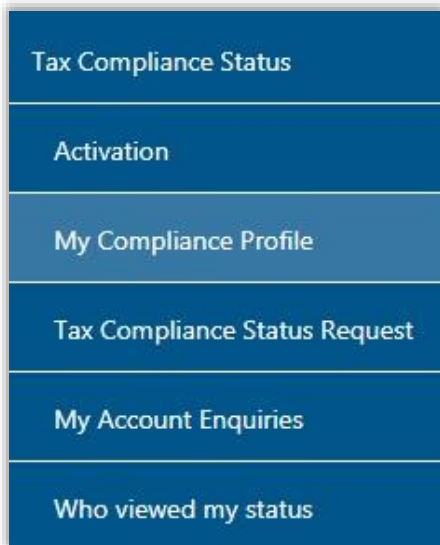 Tax Compliance Status
Activation
My Compliance Profile
Tax Compliance Status Request
My Account Enquiries
Who viewed my status